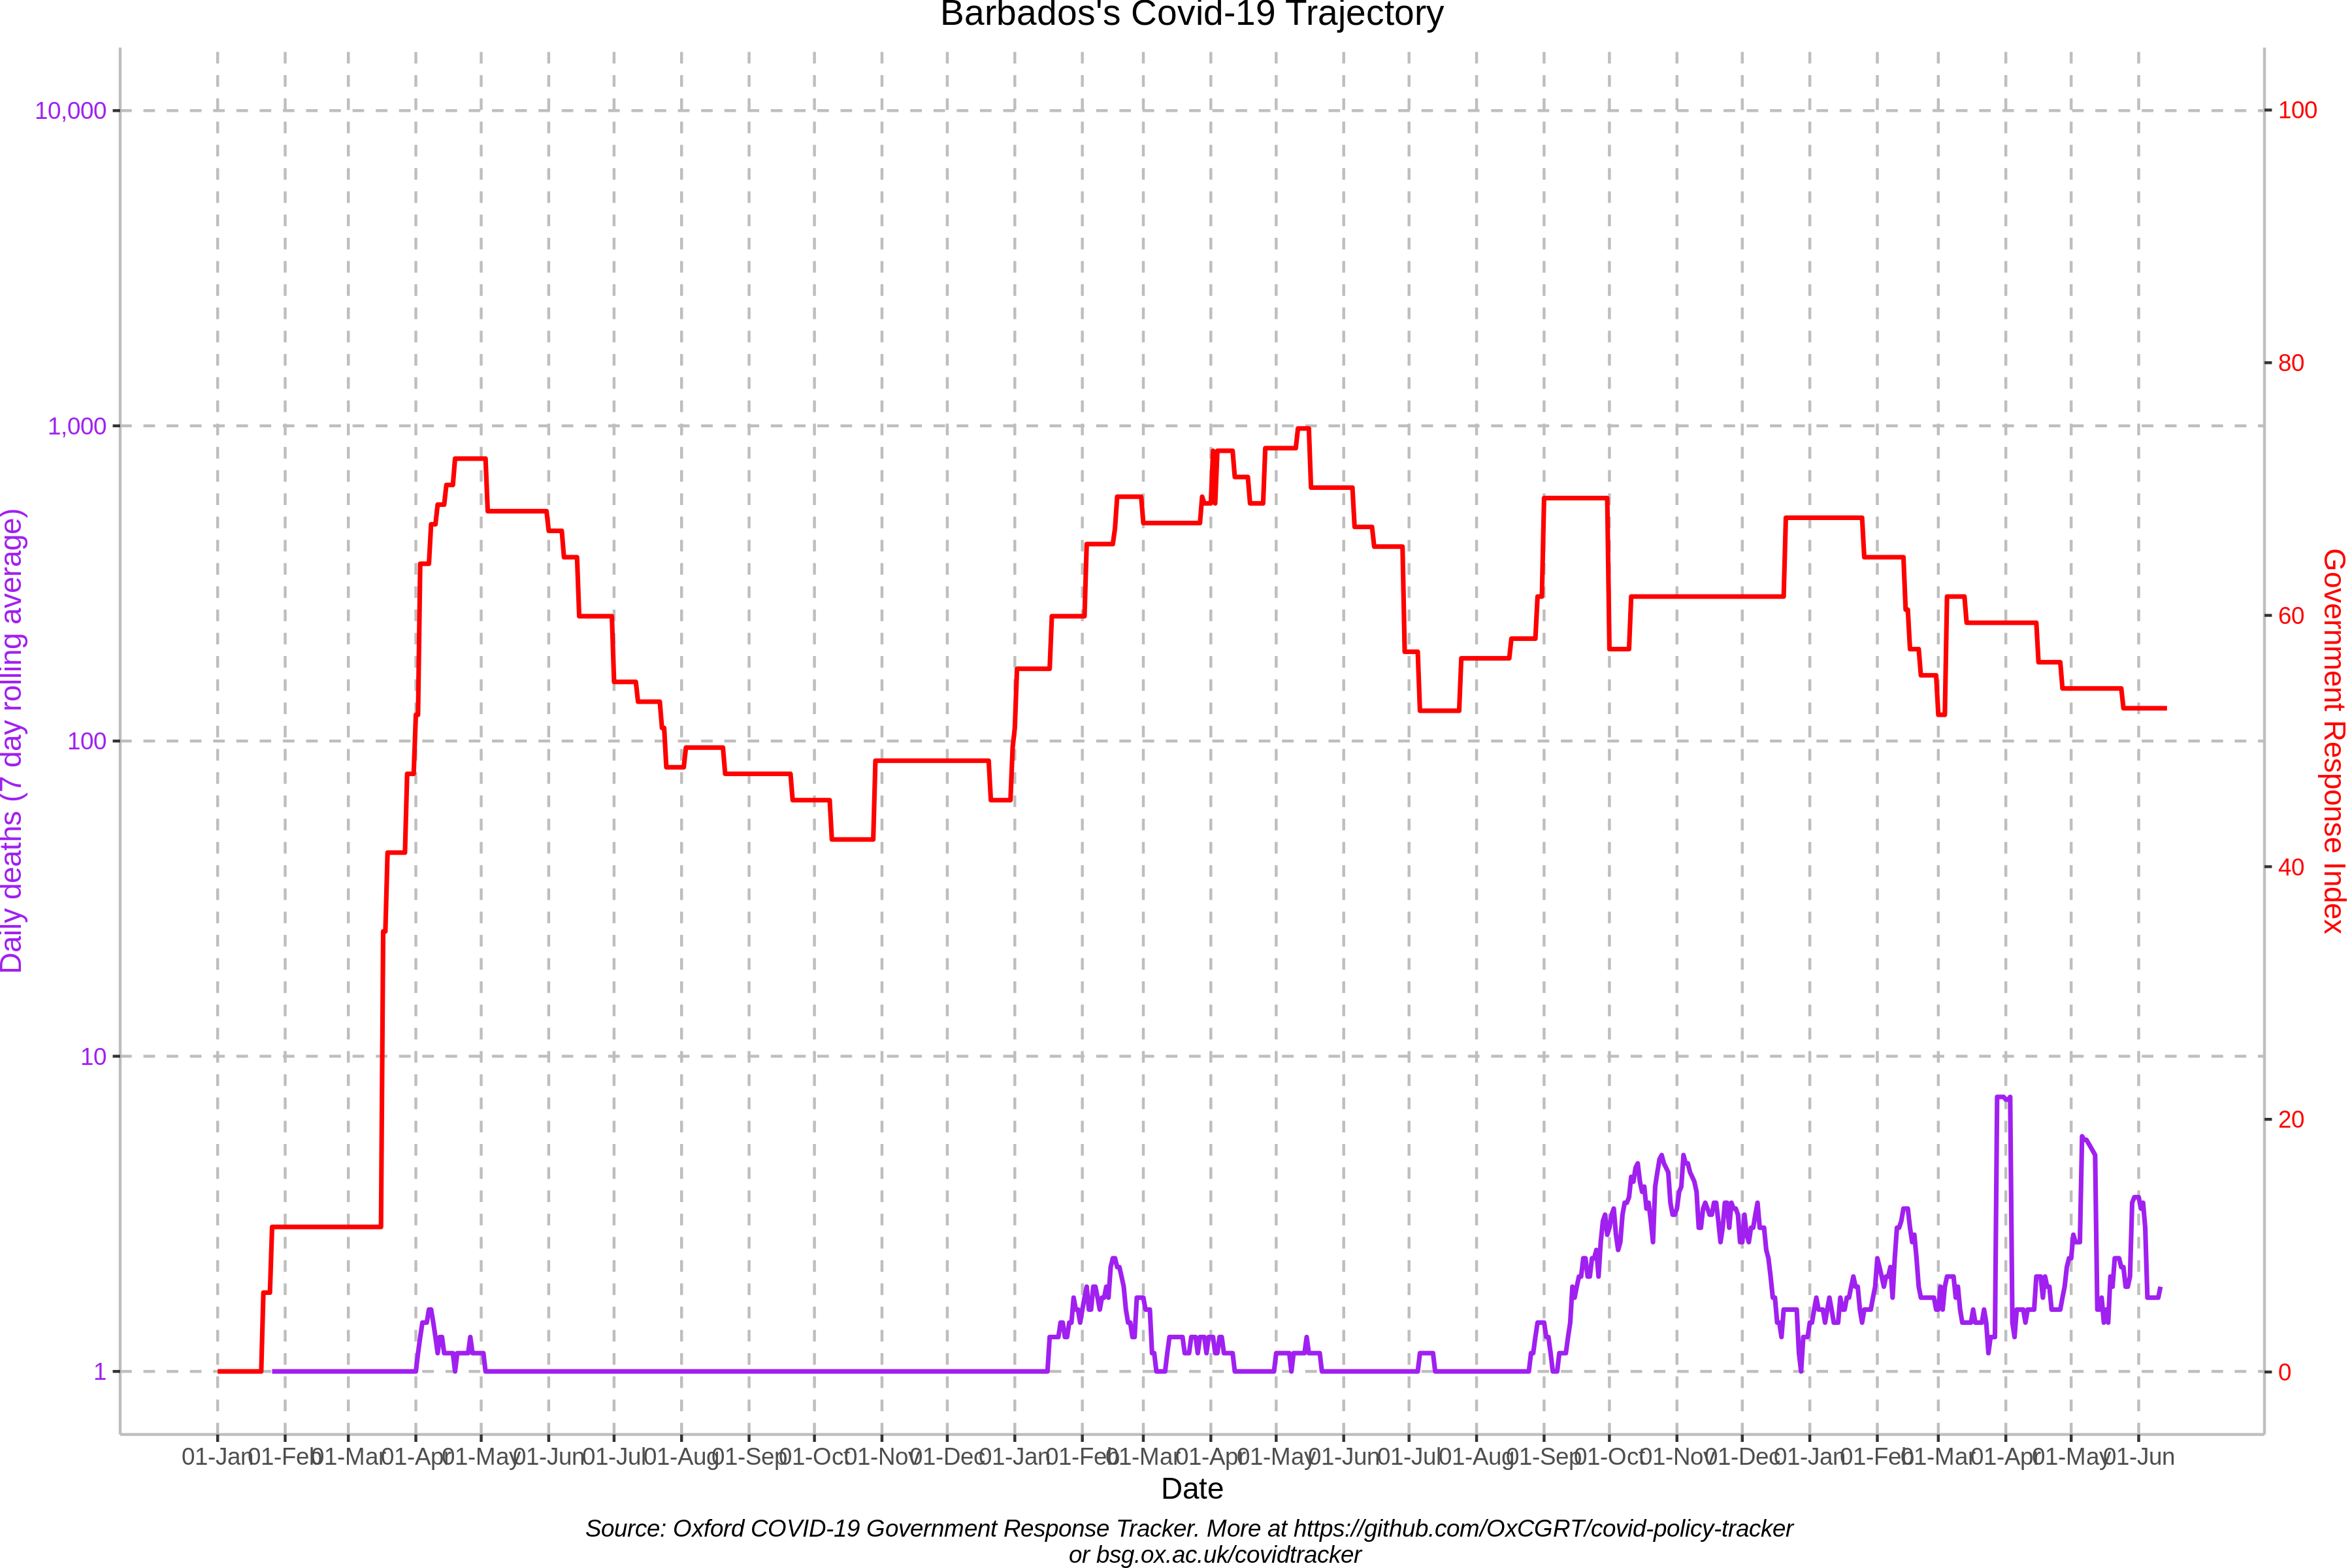 Barbados's Covid-19 Trajectory
10,000
1,000
100
10
1
Daily deaths (7 day rolling average)
100
80
60
40
20
0
Government Response Index
01-Jan 01-Feb 01-Mar 01-Apr 01-May 01-Jun 01-Jul 01-Aug 01-Sep 01-Oct 01-Nov 01-Dec 01-Jan 01-Feb 01-Mar 01-Apr 01-May 01-Jun 01-Jul 01-Aug 01-Sep 01-Oct 01-Nov 01-Dec 01-Jan 01-Feb 01-Mar 01-Apr 01-May 01-Jun
Date
Source: Oxford COVID-19 Government Response Tracker. More at https://github.com/OxCGRT/covid-policy-tracker
or bsg.ox.ac.uk/covidtracker